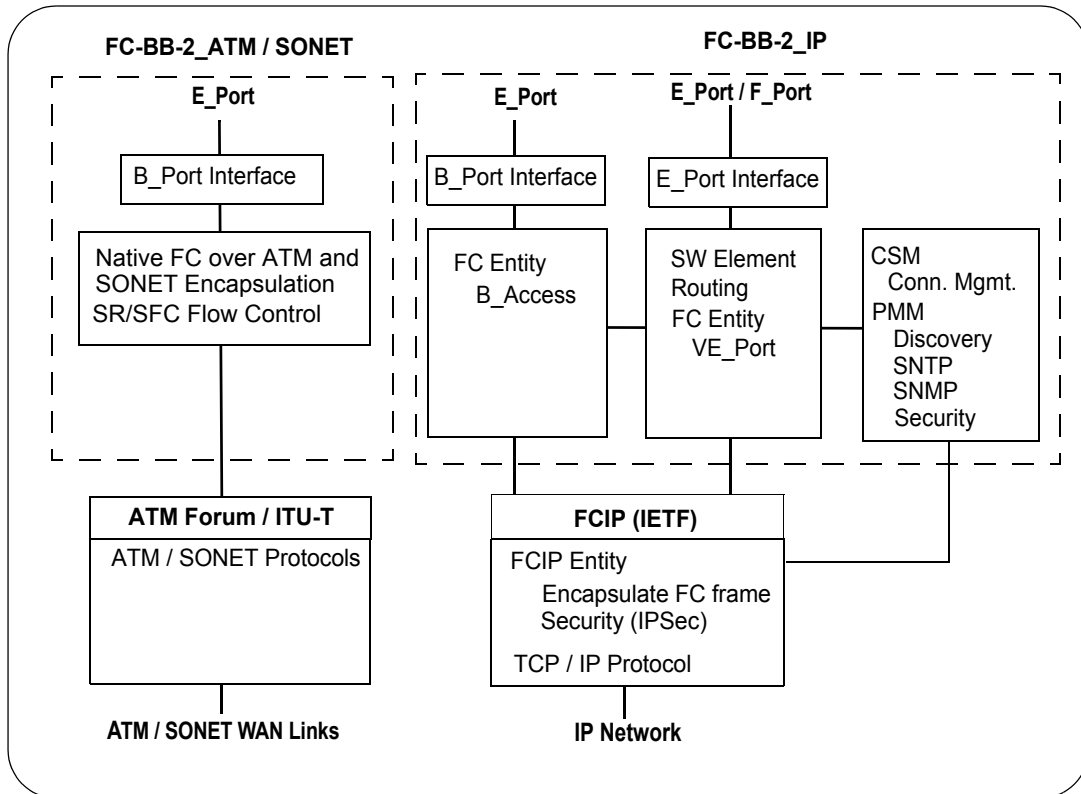 FC-BB-2_ATM / SONET
E_Port
B_Port Interface
Native FC over ATM and
SONET Encapsulation
SR/SFC Flow Control
ATM Forum / ITU-T
ATM / SONET Protocols
ATM / SONET WAN Links
FC-BB-2_IP
E_Port
E_Port / F_Port
B_Port Interface
E_Port Interface
FC Entity
B_Access
SW Element
Routing
FC Entity
VE_Port
CSM
Conn. Mgmt.
PMM
Discovery
SNTP
SNMP
Security
FCIP (IETF)
FCIP Entity
Encapsulate FC frame
Security (IPSec)
TCP / IP Protocol
IP Network